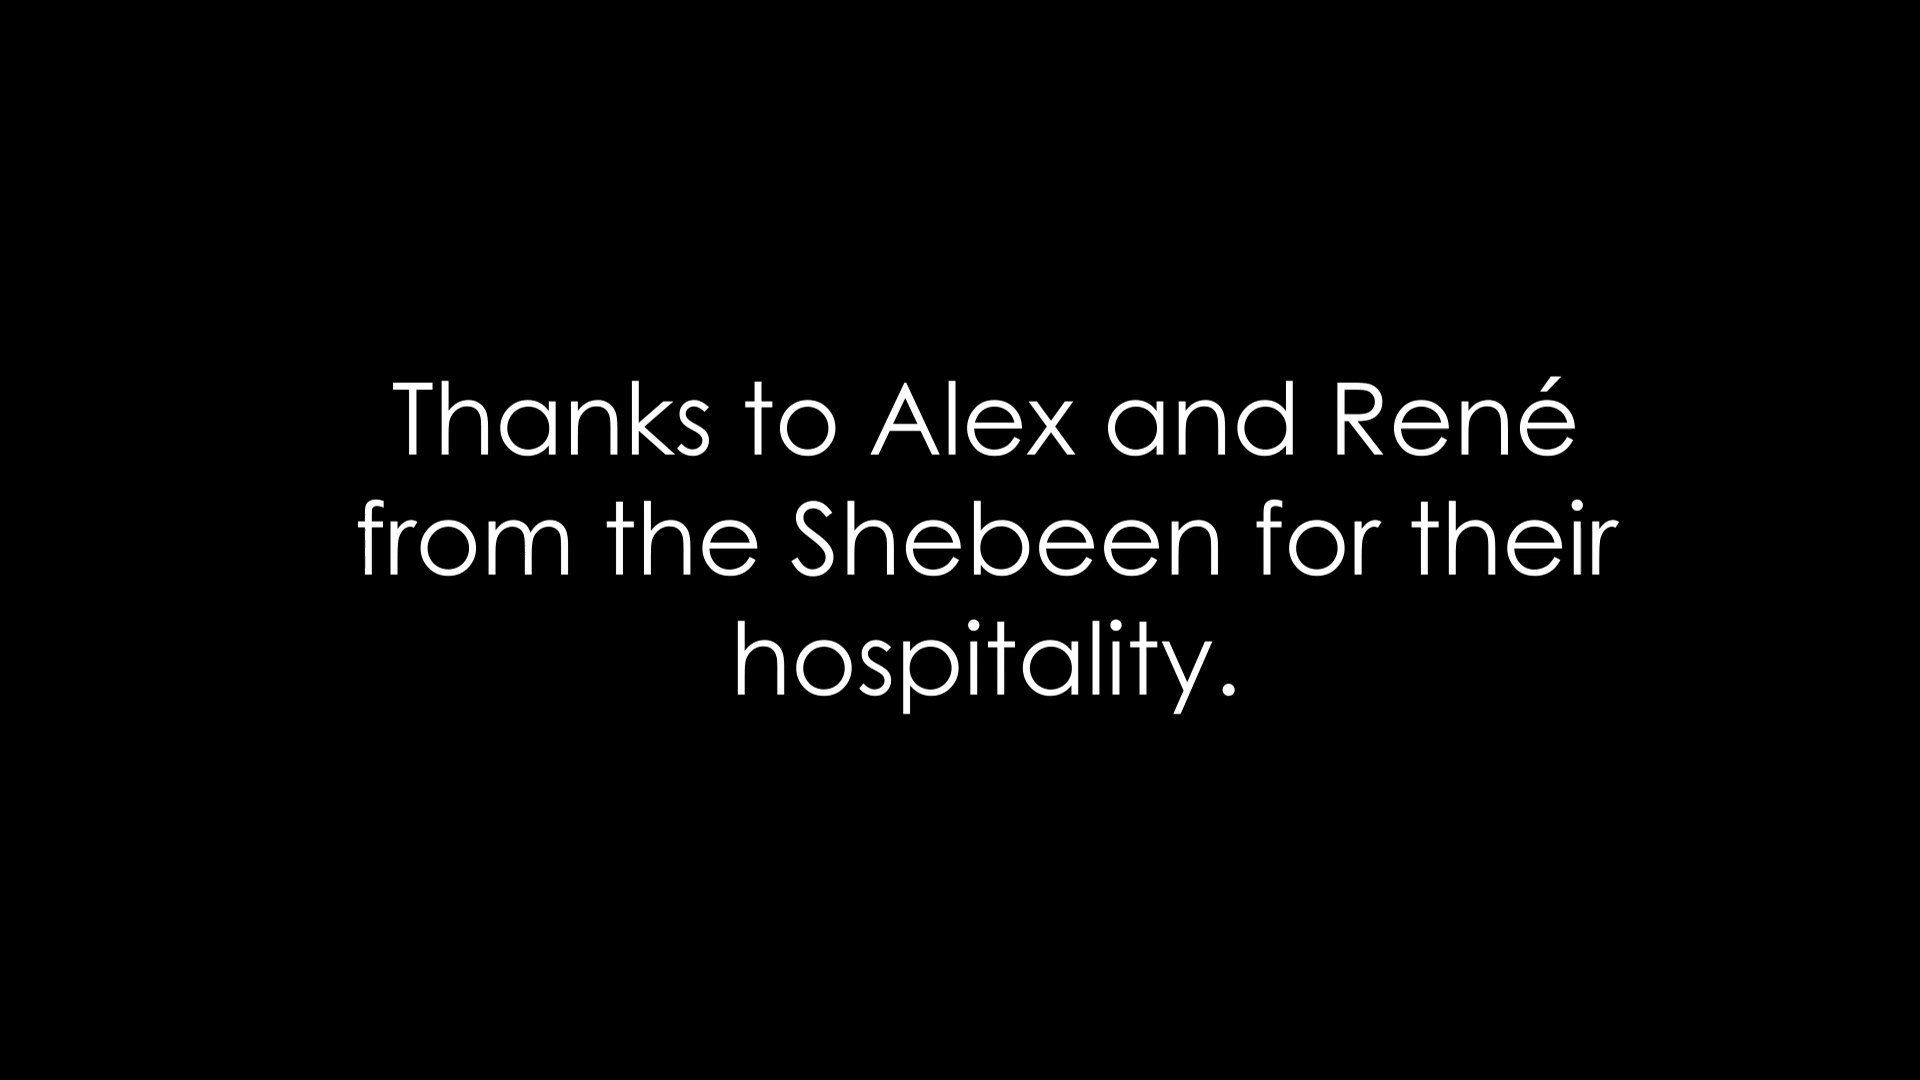 Thanks to Alex and René
from the Shebeen for their
hospitality.